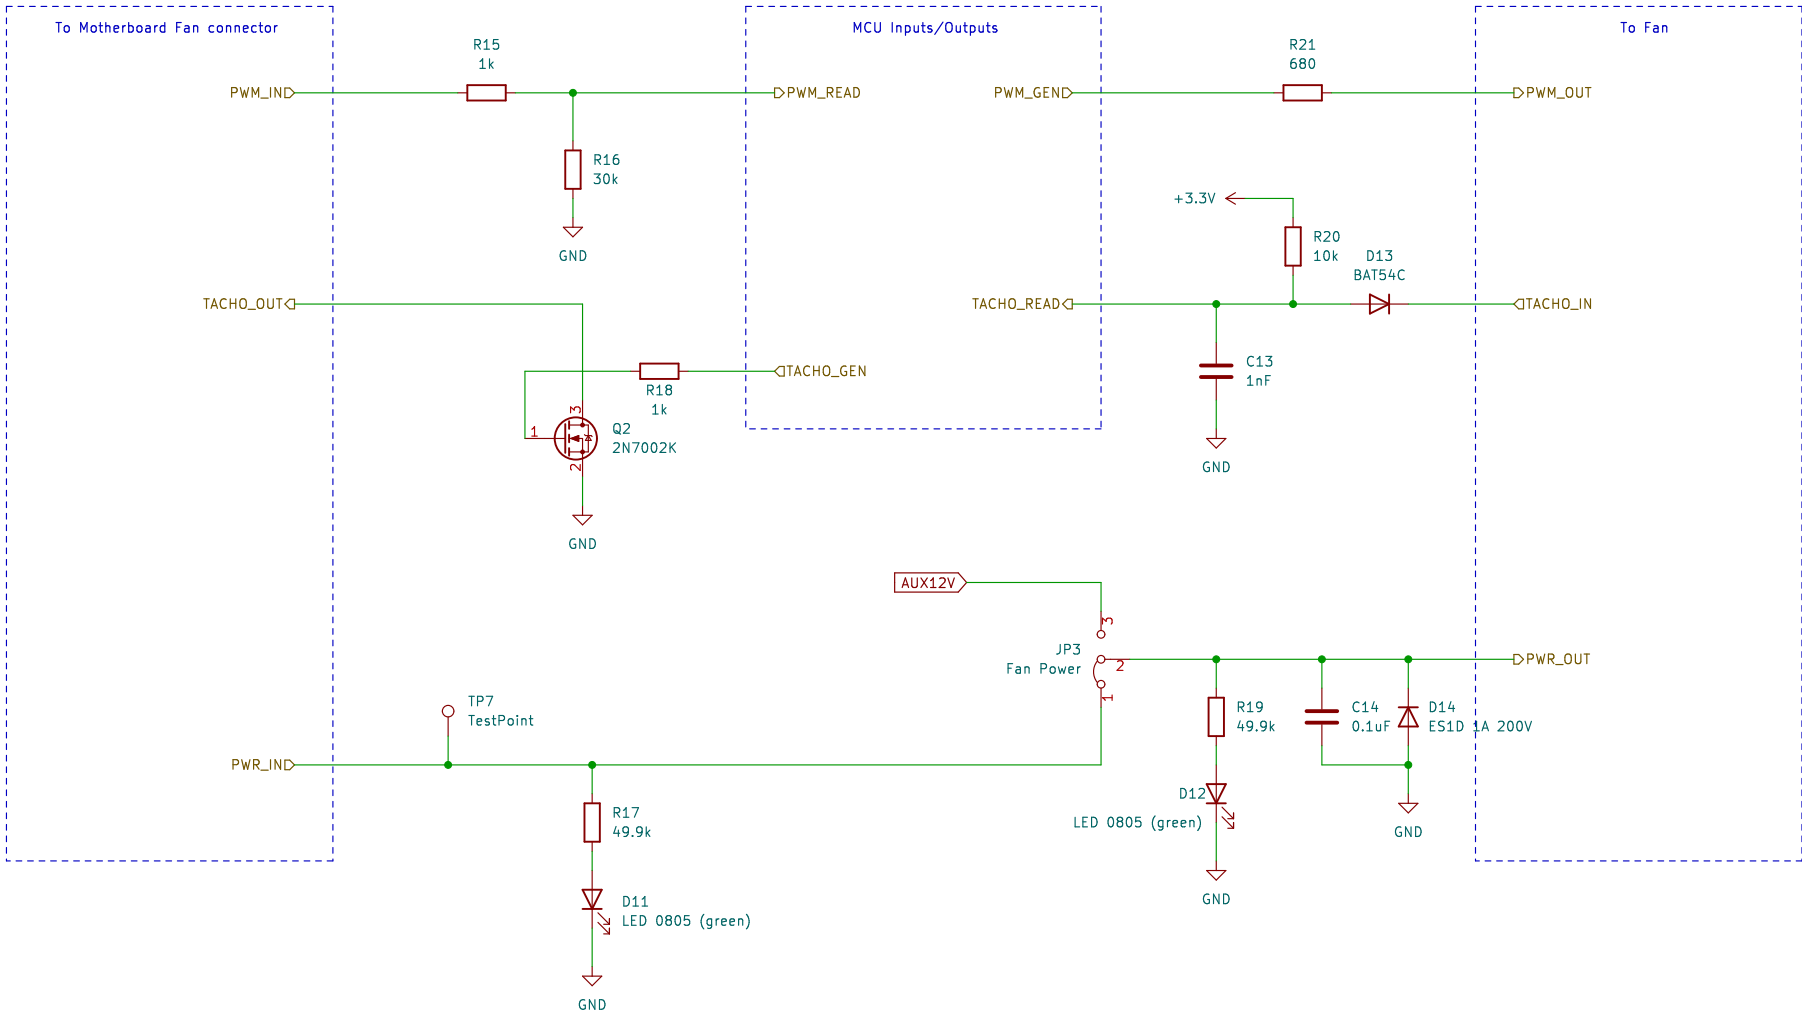 To Motherboard Fan connector
MCU Inputs/Outputs
To Fan
R15
1k
R21
680
PWM_IN
PWM_READ
PWM_GEN
PWM_OUT
R16
30k
GND
+3.3V
R20
10k
D13
BAT54C
TACHO_OUT
TACHO_READ
TACHO_IN
TACHO_GEN
R18
1k
C13
1nF
3
1
2
Q2
2N7002K
GND
GND
AUX12V
3
JP3
Fan Power
2
1
PWR_OUT
TP7
TestPoint
R19
49.9k
C14
0.1uF
D14
ES1D 1A 200V
PWR_IN
D12
LED 0805 (green)
GND
R17
49.9k
GND
D11
LED 0805 (green)
GND